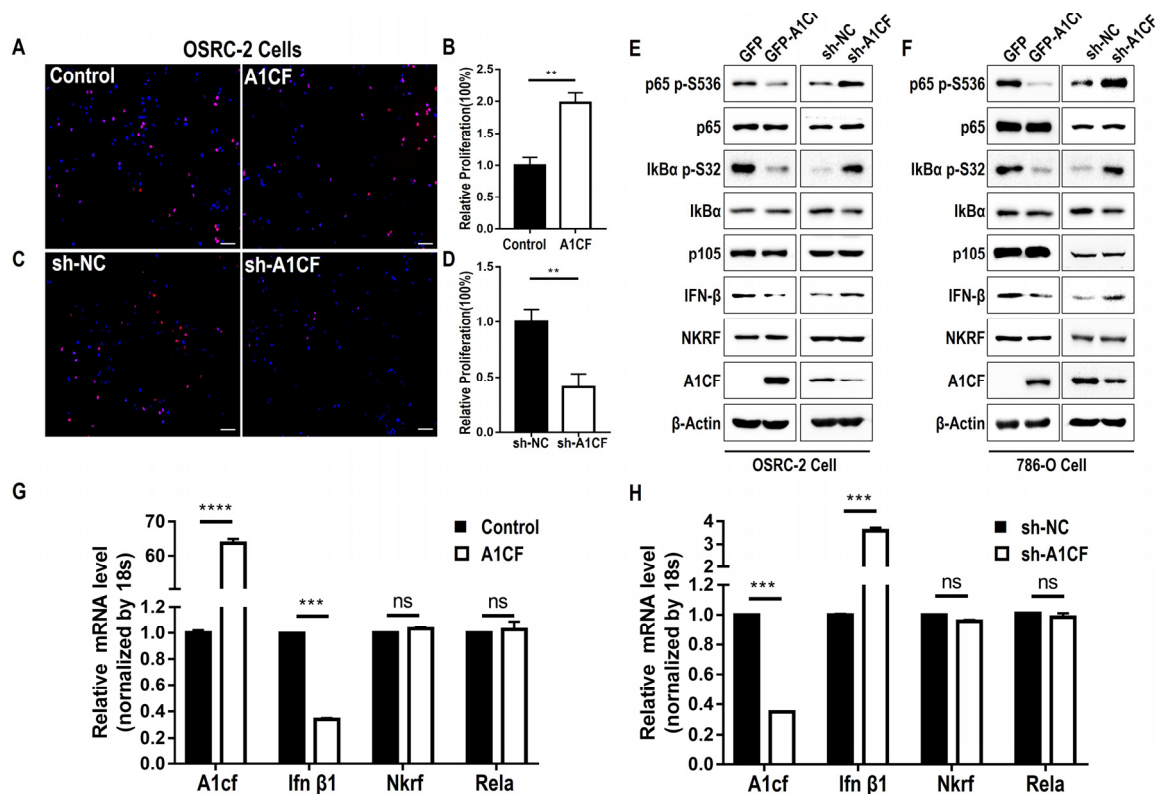 A
OSRC-2 Cells
Control
A1CF
C
sh-NC
sh-A1CF
B
Relative Proliferation(100%)
2.5
2.0
1.5
1.0
0.5
0.0
**
Control A1CF
D
Relative Proliferation(100%)
1.5
1.0
0.5
0.0
**
sh-NC sh-A1CF
E
GFP
GFP-A1CF
sh-NC
sh-A1CF
p65 p-S536
p65
IkBα p-S32
IkBα
p105
IFN-β
NKRF
A1CF
β-Actin
OSRC-2 Cell
F
GFP
GFP-A1CF
sh-NC
sh-A1CF
p65 p-S536
p65
IkBα p-S32
IkBα
p105
IFN-β
NKRF
A1CF
β-Actin
786-O Cell
G
Relative mRNA level
(nornalized by 18s)
70
60
1.0
0.8
0.6
0.4
0.2
0.0
****
***
ns
ns
Control
A1CF
A1cf Ifn β1 Nkrf Rela
H
Relative mRNA level
(nornalized by 18s)
4
3
2
1.0
0.8
0.6
0.4
0.2
0.0
***
***
ns
ns
sh-NC
sh-A1CF
A1cf Ifn β1 Nkrf Rela